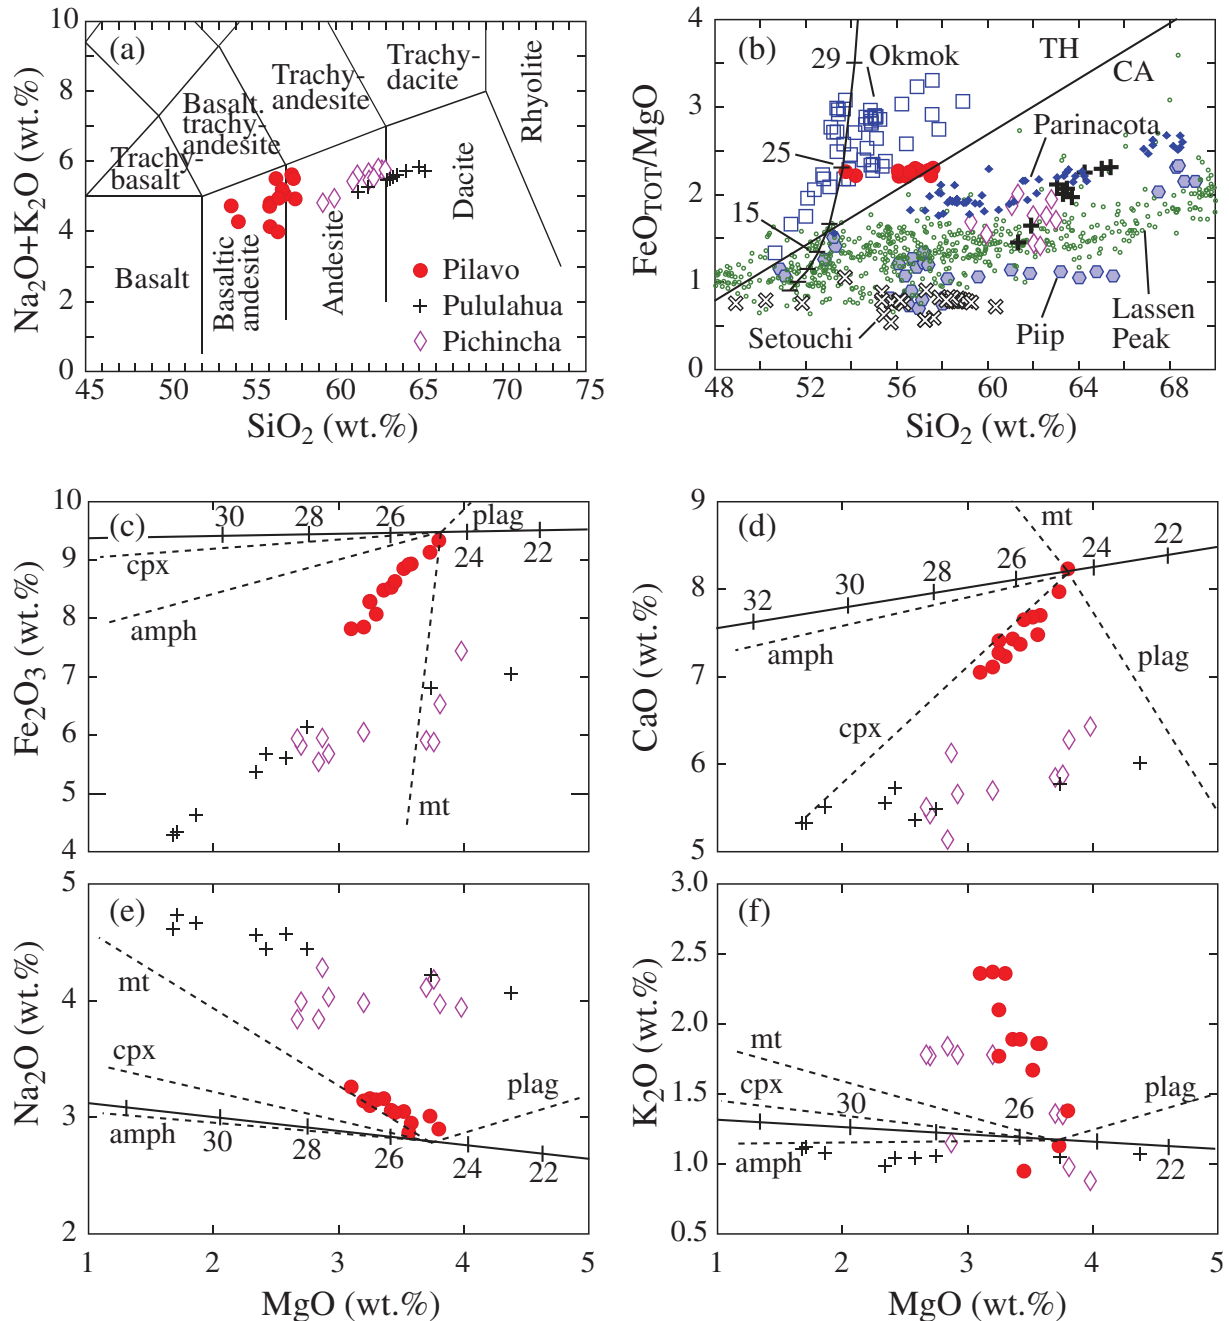 (a)
Na2O+K2O (wt.%)
10
8
6
4
2
0
Trachy-
dacite
Rhyolite
Trachy-
andesite
Basalt.
trachy-
andesite
Trachy-
basalt
Basalt
Basaltic
andesite
Andesite
Dacite
Pilavo
Pululahua
Pichincha
45 50 55 60 65 70 75
SiO2 (wt.%)
(b)
FeOTOT/MgO
4
3
2
1
0
29 Okmok
TH
CA
Parinacota
25
15
Setouchi
Piip
Lassen
Peak
48 52 56 60 64 68
SiO2 (wt.%)
(c)
Fe2O3 (wt.%)
10
9
8
7
6
5
4
30 28 26 24 22
plag
cpx
amph
mt
(d)
CaO (wt.%)
9
8
7
6
5
mt
32 30 28 26 24 22
amph
plag
cpx
(e)
Na2O (wt.%)
5
4
3
2
mt
cpx
plag
amph
30 28 26 24 22
1 2 3 4 5
MgO (wt.%)
(f)
K2O (wt.%)
3.0
2.5
2.0
1.5
1.0
0.5
mt
cpx
plag
30 26 22
amph
1 2 3 4 5
MgO (wt.%)